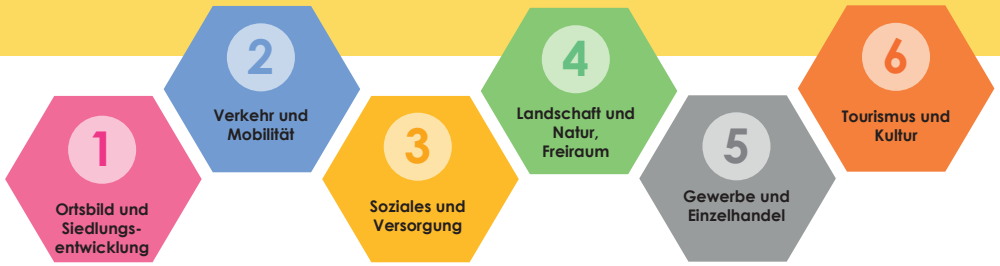 1
Ortsbild und
Siedlungs-
entwicklung
2
Verkehr und
Mobilität
3
Soziales und
Versorgung
4
Landschaft und
Natur,
Freiraum
5
Gewerbe und
Einzelhandel
6
Tourismus und
Kultur